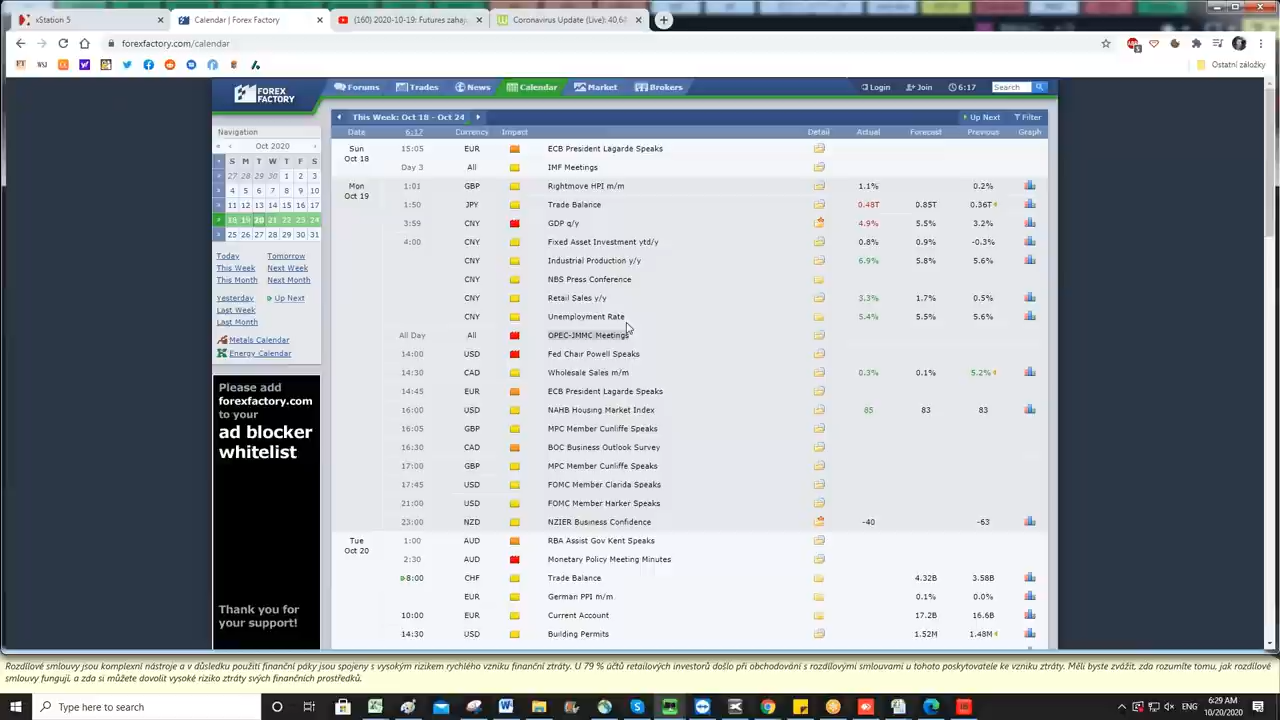 xStation 5
Calendar | Forex Factory
(160) 2020-10-19: Futures zahaj
Coronavirus Update (Live): 40,6
forexfactory.com/calendar
Ostatní záložky
FOREX FACTORY
Forums Trades News Calendar Market Brokers
Login Join 6:17 Search
Navigation
Oct 2020
S M T W T F S
27 28 29 30 1 2 3
4 5 6 7 8 9 10
11 12 13 14 15 16 17
18 19 20 21 22 23 24
25 26 27 28 29 30 31
Today Tomorrow
This Week Next Week
This Month Next Month
Yesterday Up Next
Last Week
Last Month
Metals Calendar
Energy Calendar
Please add
forexfactory.com
to your
ad blocker
whitelist
Thank you for
your support!
This Week: Oct 18 - Oct 24 Up Next Filter
Date 6:17 Currency Impact Detail Actual Forecast Previous Graph
Sun Oct 18 15:05 EUR ECB President Lagarde Speaks
Day 3 All IMF Meetings
Mon Oct 19 1:01 GBP Rightmove HPI m/m 1.1% 0.2%
1:50 JPY Trade Balance 0.48T 0.85T 0.36T
3:59 CNY GDP q/y 4.9% 5.5% 3.2%
4:00 CNY Fixed Asset Investment ytd/y 0.8% 0.9% -0.3%
CNY Industrial Production y/y 6.9% 5.8% 5.6%
CNY NBS Press Conference
CNY Retail Sales y/y 3.3% 1.7% 0.5%
CNY Unemployment Rate 5.4% 5.5% 5.6%
All Day All OPEC-JMMC Meetings
14:00 USD Fed Chair Powell Speaks
14:30 CAD Wholesale Sales m/m 0.3% 0.1% 5.2%
14:45 EUR ECB President Lagarde Speaks
16:00 USD NAHB Housing Market Index 85 83 83
16:05 GBP MPC Member Cunliffe Speaks
16:30 CAD BOC Business Outlook Survey
17:00 GBP MPC Member Cunliffe Speaks
17:45 USD FOMC Member Clarida Speaks
21:00 USD FOMC Member Harker Speaks
23:00 NZD NZIER Business Confidence -40 -63
Tue Oct 20 1:00 AUD RBA Assist Gov Kent Speaks
2:30 AUD Monetary Policy Meeting Minutes
8:00 CHF Trade Balance 4.32B 3.58B
EUR German PPI m/m 0.1% 0.0%
10:00 EUR Current Account 17.2B 16.6B
14:30 USD Building Permits 1.52M 1.48M
Rozdílové smlouvy jsou komplexní nástroje a v důsledku použití finanční páky jsou spojeny s vysokým rizikem rychlého vzniku finanční ztráty. U 79 % účtů retailových investorů došlo při obchodování s rozdílovými smlouvami u tohoto poskytovatele ke vzniku ztráty. Měli byste zvážit, zda rozumíte tomu, jak rozdílové
smlouvy fungují, a zda si můžete dovolit vysoké riziko ztráty svých finančních prostředků.
Type here to search
6:29 AM
10/20/2020